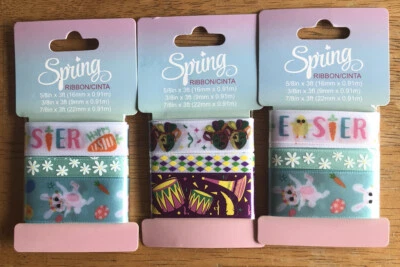 Spring
RIBBON/CINTA
5/8in x 3ft (16mm x 0.91m)
3/8in x 3ft (9mm x 0.91m)
7/8in x 3ft (22mm x 0.91m)
STER
Spring
RIBBON/CINTA
5/8in x 3ft (16mm x 0.91m)
3/8in x 3ft (9mm x 0.91m)
7/8in x 3ft (22mm x 0.91m)
Spring
RIBBON/CINTA
5/8in x 3ft (16mm x 0.91m)
3/8in x 3ft (9mm x 0.91m)
7/8in x 3ft (22mm x 0.91m)
EASTER